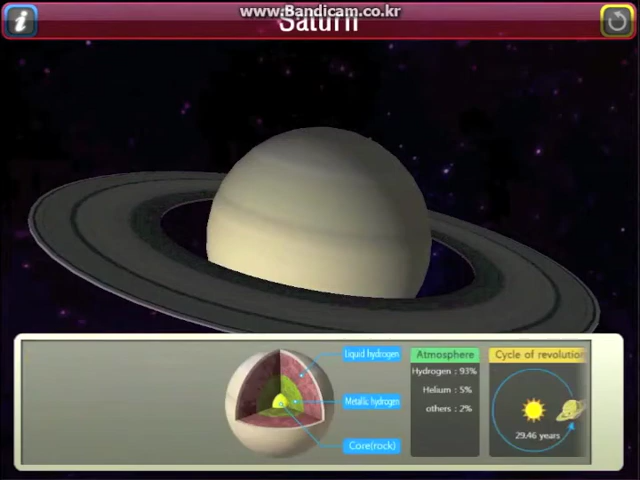 www.Bandicam.co.kr
Saturn
Liquid hydrogen
Metallic hydrogen
Core(rock)
Atmosphere
Hydrogen : 93%
Helium : 5%
others : 2%
Cycle of revolution
29.46 years